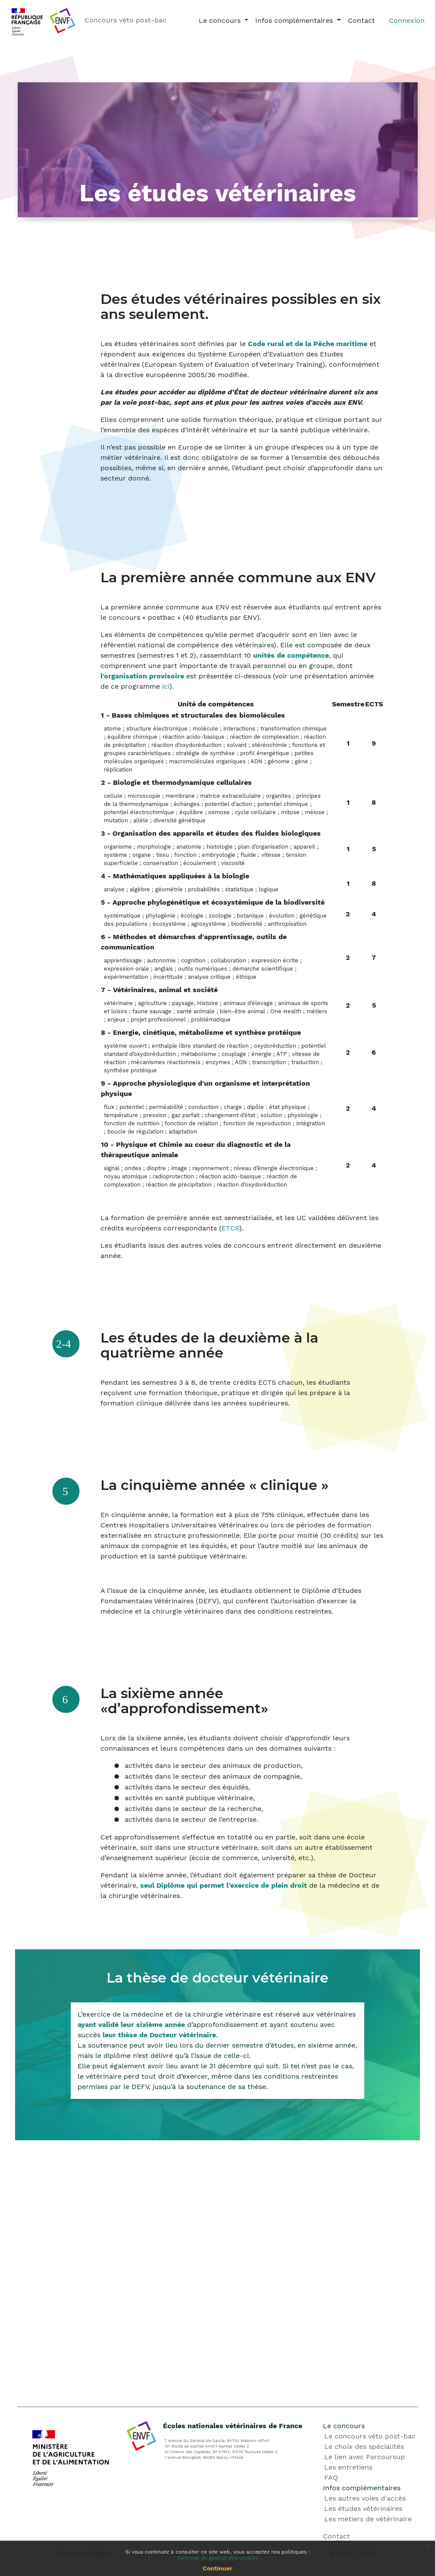 RÉPUBLIQUE
FRANÇAISE
Liberté
Égalité
Fraternité
ENVF
Concours véto post-bac
Le concours
Infos complémentaires
Contact
Connexion
Les études vétérinaires
Des études vétérinaires possibles en six
ans seulement.
Les études vétérinaires sont définies par le Code rural et de la Pêche maritime et
répondent aux exigences du Système Européen d'Evaluation des Etudes
vétérinaires (European System of Evaluation of Veterinary Training), conformément
à la directive européenne 2005/36 modifiée.
Les études pour accéder au diplôme d'État de docteur vétérinaire durent six ans
par la voie post-bac, sept ans et plus pour les autres voies d'accès aux ENV.
Elles comprennent une solide formation théorique, pratique et clinique portant sur
l'ensemble des espèces d'intérêt vétérinaire et sur la santé publique vétérinaire.
Il n'est pas possible en Europe de se limiter à un groupe d'espèces ou à un type de
métier vétérinaire. Il est donc obligatoire de se former à l'ensemble des débouchés
possibles, même si, en dernière année, l'étudiant peut choisir d'approfondir dans un
secteur donné.
La première année commune aux ENV
La première année commune aux ENV est réservée aux étudiants qui entrent après
le concours « postbac » (40 étudiants par ENV).
Les éléments de compétences qu'elle permet d'acquérir sont en lien avec le
référentiel national de compétence des vétérinaires). Elle est composée de deux
semestres (semestres 1 et 2), rassemblant 10 unités de compétence, qui
comprennent une part importante de travail personnel ou en groupe, dont
l'organisation provisoire est présentée ci-dessous (voir une présentation animée
de ce programme ici).
Unité de compétences Semestre ECTS
1 - Bases chimiques et structurales des biomolécules
atome ; structure électronique ; molécule ; interactions ; transformation chimique
; équilibre chimique ; réaction acido-basique ; réaction de complexation ; réaction
de précipitation ; réaction d'oxydoréduction ; solvant ; stéréochimie ; fonctions et
groupes caractéristiques ; stratégie de synthèse ; profil énergétique ; petites
molécules organiques ; macromolécules organiques ; ADN ; génome ; gène ;
réplication
1 9
2 - Biologie et thermodynamique cellulaires
cellule ; microscopie ; membrane ; matrice extracellulaire ; organites ; principes
de la thermodynamique ; échanges ; potentiel d'action ; potentiel chimique ;
potentiel électrochimique ; équilibre ; osmose ; cycle cellulaire ; mitose ; méiose ;
mutation ; allèle ; diversité génétique
1 8
3 - Organisation des appareils et études des fluides biologiques
organisme ; morphologie ; anatomie ; histologie ; plan d'organisation ; appareil ;
système ; organe ; tissu ; fonction ; embryologie ; fluide ; vitesse ; tension
superficielle ; conservation ; écoulement ; viscosité
1 5
4 - Mathématiques appliquées à la biologie
analyse ; algèbre ; géométrie ; probabilités ; statistique ; logique
1 8
5 - Approche phylogénétique et écosystémique de la biodiversité
systématique ; phylogénie ; écologie ; zoologie ; botanique ; évolution ; génétique
des populations ; écosystème ; agrosystème ; biodiversité ; anthropisation
2 4
6 - Méthodes et démarches d'apprentissage, outils de
communication
apprentissage ; autonomie ; cognition ; collaboration ; expression écrite ;
expression orale ; anglais ; outils numériques ; démarche scientifique ;
expérimentation ; incertitude ; analyse critique ; éthique
2 7
7 - Vétérinaires, animal et société
vétérinaire ; agriculture ; paysage, Histoire ; animaux d'élevage ; animaux de sports
et loisirs ; faune sauvage ; santé animale ; bien-être animal ; One Health ; métiers
; enjeux ; projet professionnel ; problématique
2 5
8 - Energie, cinétique, métabolisme et synthèse protéique
système ouvert ; enthalpie libre standard de réaction ; oxydoréduction ; potentiel
standard d'oxydoréduction ; métabolisme ; couplage ; énergie ; ATP ; vitesse de
réaction ; mécanismes réactionnels ; enzymes ; ADN ; transcription ; traduction ;
synthèse protéique
2 6
9 - Approche physiologique d'un organisme et interprétation
physique
flux ; potentiel ; perméabilité ; conduction ; charge ; dipôle ; état physique ;
température ; pression ; gaz parfait ; changement d'état ; solution ; physiologie ;
fonction de nutrition ; fonction de relation ; fonction de reproduction ; intégration
; boucle de régulation ; adaptation
2 4
10 - Physique et Chimie au coeur du diagnostic et de la
thérapeutique animale
signal ; ondes ; dioptre ; image ; rayonnement ; niveau d'énergie électronique ;
noyau atomique ; radioprotection ; réaction acido-basique ; réaction de
complexation ; réaction de précipitation ; réaction d'oxydoréduction
2 4
La formation de première année est semestrialisée, et les UC validées délivrent les
crédits européens correspondants (ETCS).
Les étudiants issus des autres voies de concours entrent directement en deuxième
année.
2-4
Les études de la deuxième à la
quatrième année
Pendant les semestres 3 à 8, de trente crédits ECTS chacun, les étudiants
reçoivent une formation théorique, pratique et dirigée qui les prépare à la
formation clinique délivrée dans les années supérieures.
5
La cinquième année « clinique »
En cinquième année, la formation est à plus de 75% clinique, effectuée dans les
Centres Hospitaliers Universitaires Vétérinaires ou lors de périodes de formation
externalisée en structure professionnelle. Elle porte pour moitié (30 crédits) sur les
animaux de compagnie et les équidés, et pour l'autre moitié sur les animaux de
production et la santé publique vétérinaire.
A l'issue de la cinquième année, les étudiants obtiennent le Diplôme d'Etudes
Fondamentales Vétérinaires (DEFV), qui confèrent l'autorisation d'exercer la
médecine et la chirurgie vétérinaires dans des conditions restreintes.
6
La sixième année
«d'approfondissement»
Lors de la sixième année, les étudiants doivent choisir d'approfondir leurs
connaissances et leurs compétences dans un des domaines suivants :
activités dans le secteur des animaux de production,
activités dans le secteur des animaux de compagnie,
activités dans le secteur des équidés,
activités en santé publique vétérinaire,
activités dans le secteur de la recherche,
activités dans le secteur de l'entreprise.
Cet approfondissement s'effectue en totalité ou en partie, soit dans une école
vétérinaire, soit dans une structure vétérinaire, soit dans un autre établissement
d'enseignement supérieur (école de commerce, université, etc.).
Pendant la sixième année, l'étudiant doit également préparer sa thèse de Docteur
vétérinaire, seul Diplôme qui permet l'exercice de plein droit de la médecine et de
la chirurgie vétérinaires.
La thèse de docteur vétérinaire
L'exercice de la médecine et de la chirurgie vétérinaire est réservé aux vétérinaires
ayant validé leur sixième année d'approfondissement et ayant soutenu avec
succès leur thèse de Docteur vétérinaire.
La soutenance peut avoir lieu lors du dernier semestre d'études, en sixième année,
mais le diplôme n'est délivré qu'à l'issue de celle-ci.
Elle peut également avoir lieu avant le 31 décembre qui suit. Si tel n'est pas le cas,
le vétérinaire perd tout droit d'exercer, même dans les conditions restreintes
permises par le DEFV, jusqu'à la soutenance de sa thèse.
MINISTÈRE
DE L'AGRICULTURE
ET DE L'ALIMENTATION
Liberté
Égalité
Fraternité
ENVF
Écoles nationales vétérinaires de France
7, avenue du Général de Gaulle, 94700 Maisons-Alfort
101 Route de Gachet 44307 Nantes Cedex 3
23 Chemin des Capelles, BP 87614, 31076 Toulouse Cedex 3
1 avenue Bourgelat, 69280 Marcy-l'Etoile
Le concours
Le concours véto post-bac
Le choix des spécialités
Le lien avec Parcoursup
Les entretiens
FAQ
Infos complémentaires
Les autres voies d'accès
Les études vétérinaires
Les métiers de vétérinaire
Contact
Si vous continuez à consulter ce site web, vous acceptez nos politiques :
Politique de gestion des cookies
Continuer